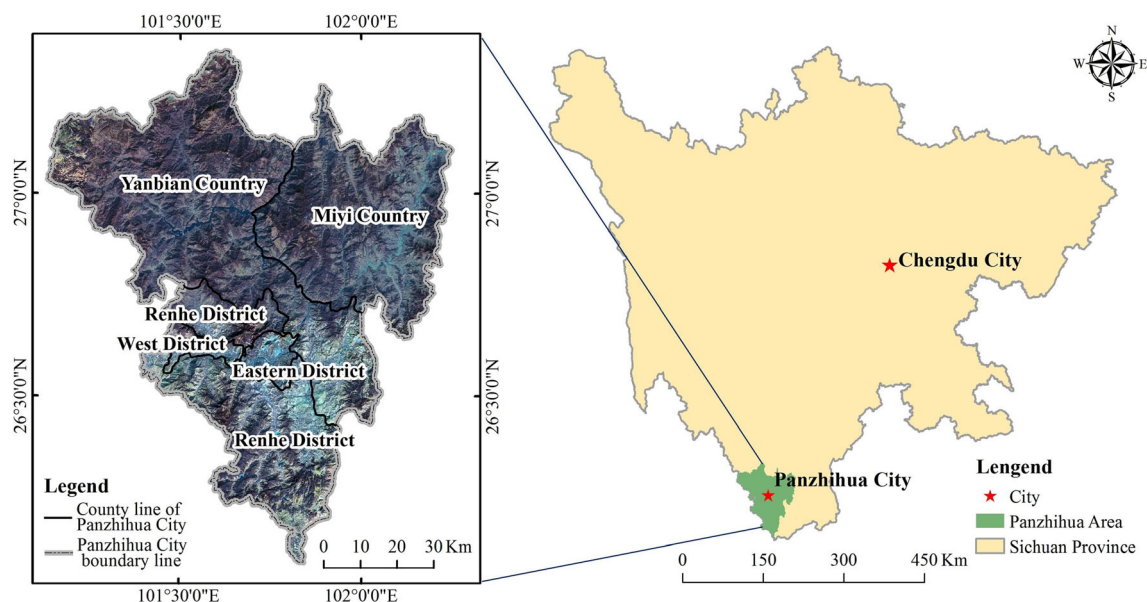 101°30'0"E
102°0'0"E
27°0'0"N
26°30'0"N
Yanbian Country
Miyi Country
Renhe District
West District
Eastern District
Renhe District
Legend
County line of
Panzhihua City
Panzhihua City
boundary line
0 10 20 30 Km
27°0'0"N
26°30'0"N
101°30'0"E
102°0'0"E
N
W
E
S
Chengdu City
Panzhihua City
Lengend
City
Panzhihua Area
Sichuan Province
0 150 300 450 Km